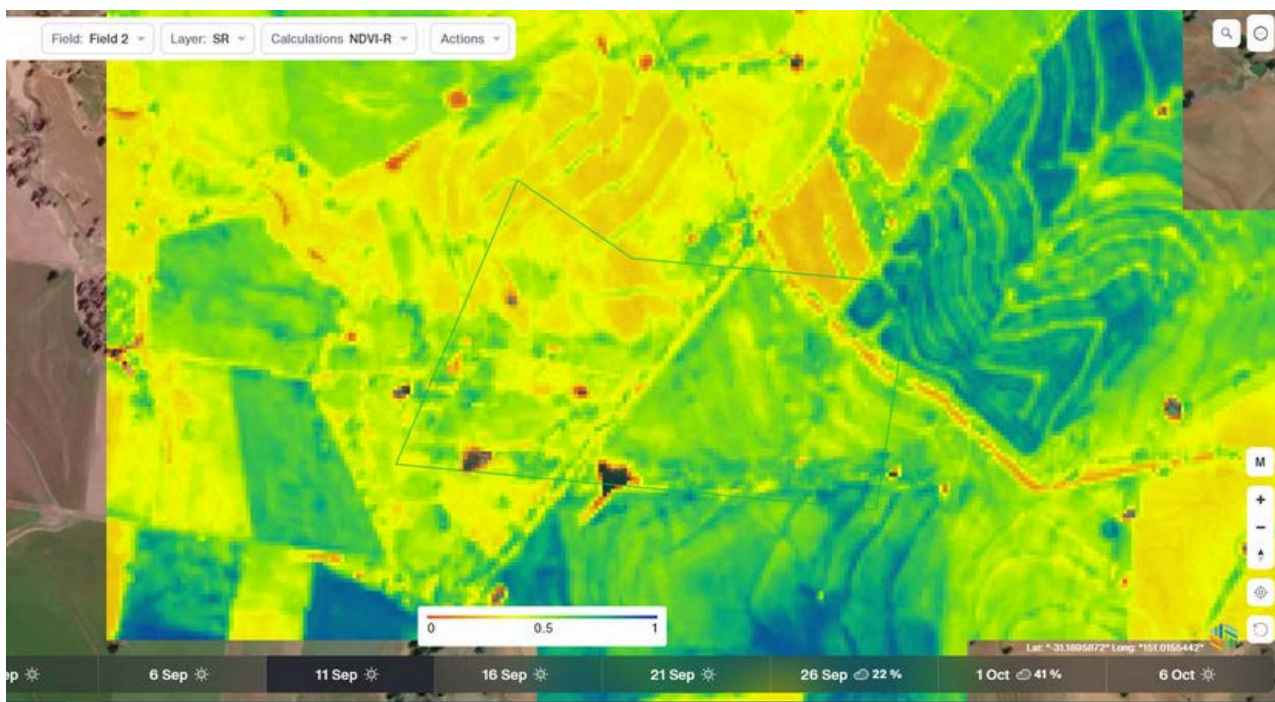 Field: Field 2 Layer: SR Calculations NDVI-R Actions
M
0 0.5 1
Lat: "-31.1895872" Long: "151.0155442"
ep 6 Sep 11 Sep 16 Sep 21 Sep 26 Sep 22 % 1 Oct 41 % 6 Oct